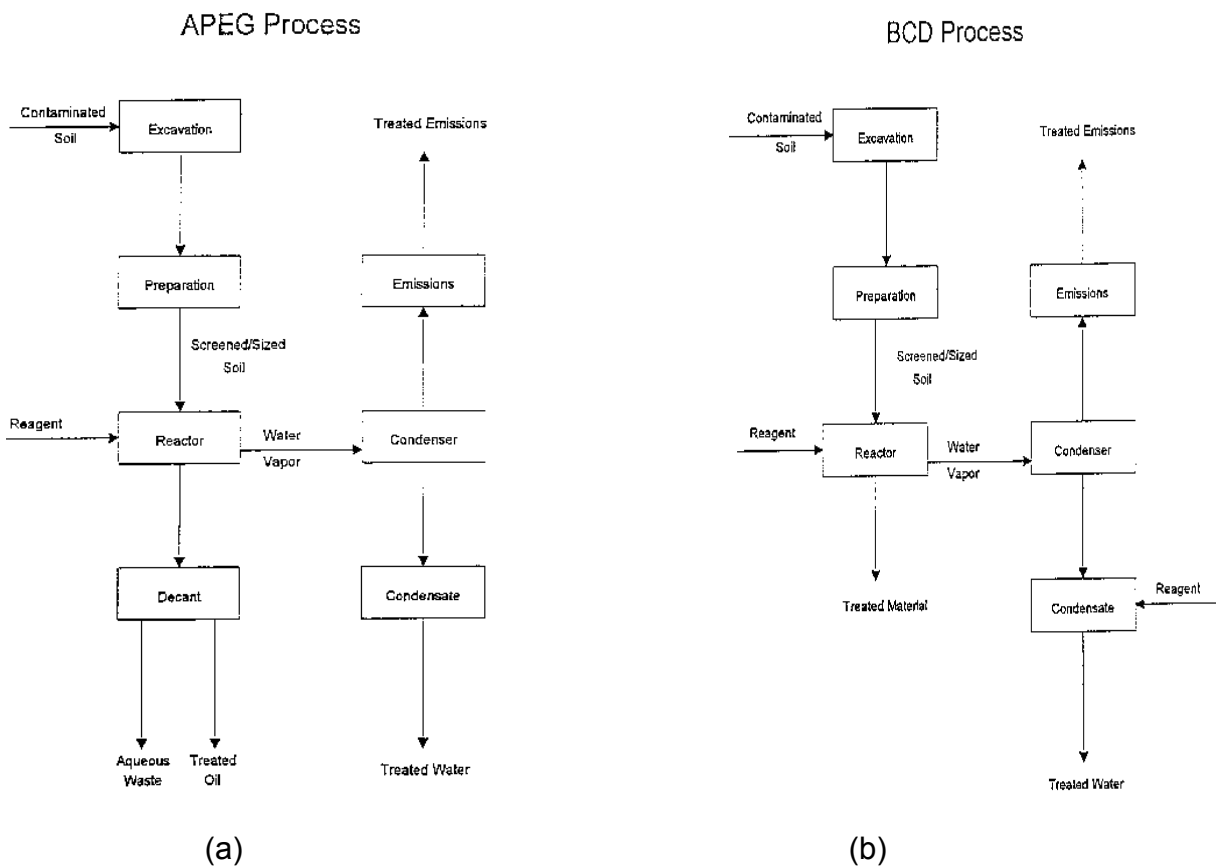 APEG Process
Contaminated
Soil
Excavation
Treated Emissions
Preparation
Emissions
Screened/Sized
Soil
Reagent
Reactor
Water
Vapor
Condenser
Decant
Condensate
Aqueous
Waste
Treated
Oil
Treated Water
(a)
BCD Process
Contaminated
Soil
Excavation
Treated Emissions
Preparation
Emissions
Screened/Sized
Soil
Reagent
Reactor
Water
Vapor
Condenser
Treated Material
Condensate
Reagent
Treated Water
(b)